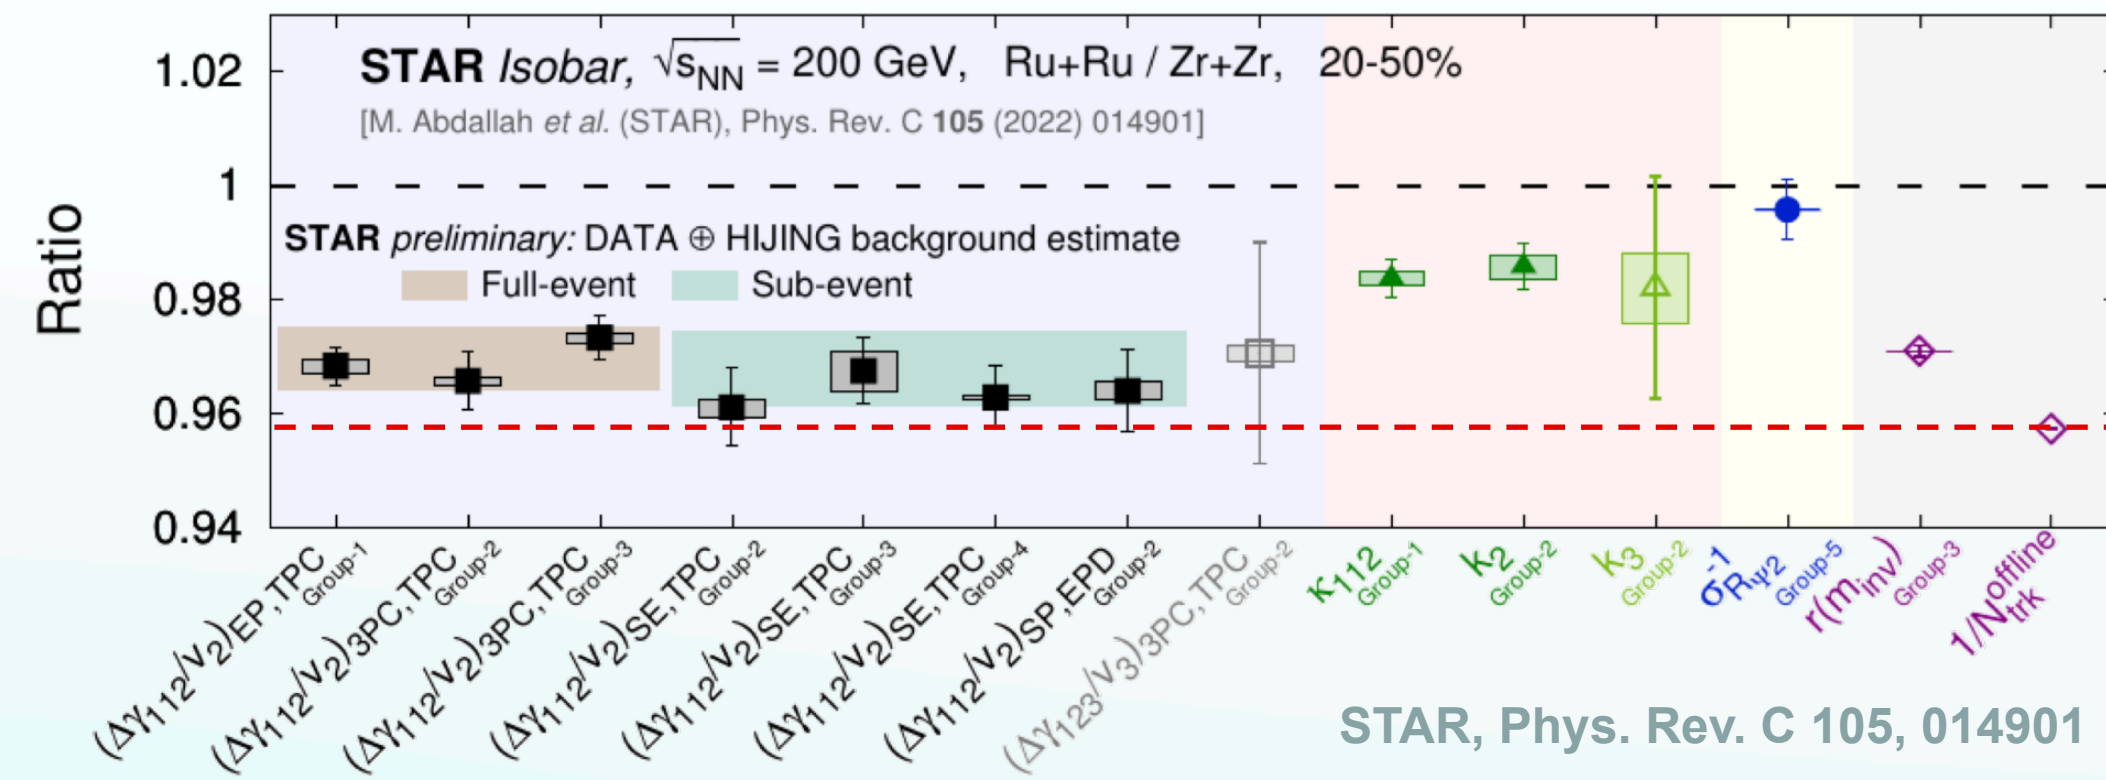 STAR Isobar, √sNN = 200 GeV, Ru+Ru / Zr+Zr, 20-50%
[M. Abdallah et al. (STAR), Phys. Rev. C 105 (2022) 014901]
STAR preliminary: DATA ⊕ HIJING background estimate
Full-event Sub-event
Ratio
1.02
1
0.98
0.96
0.94
(Δγ112/v2)EP,TPC
Group-1
(Δγ112/v2)3PC,TPC
Group-2
(Δγ112/v2)3PC,TPC
Group-3
(Δγ112/v2)SE,TPC
Group-2
(Δγ112/v2)SE,TPC
Group-3
(Δγ112/v2)SE,TPC
Group-4
(Δγ112/v2)SP,EPD
Group-2
(Δγ123/v3)3PC,TPC
Group-2
κ112
Group-1
k2
Group-2
k3
Group-2
σ-1RΨ2
Group-5
r(minv)
Group-3
1/Nofflinetrk
STAR, Phys. Rev. C 105, 014901